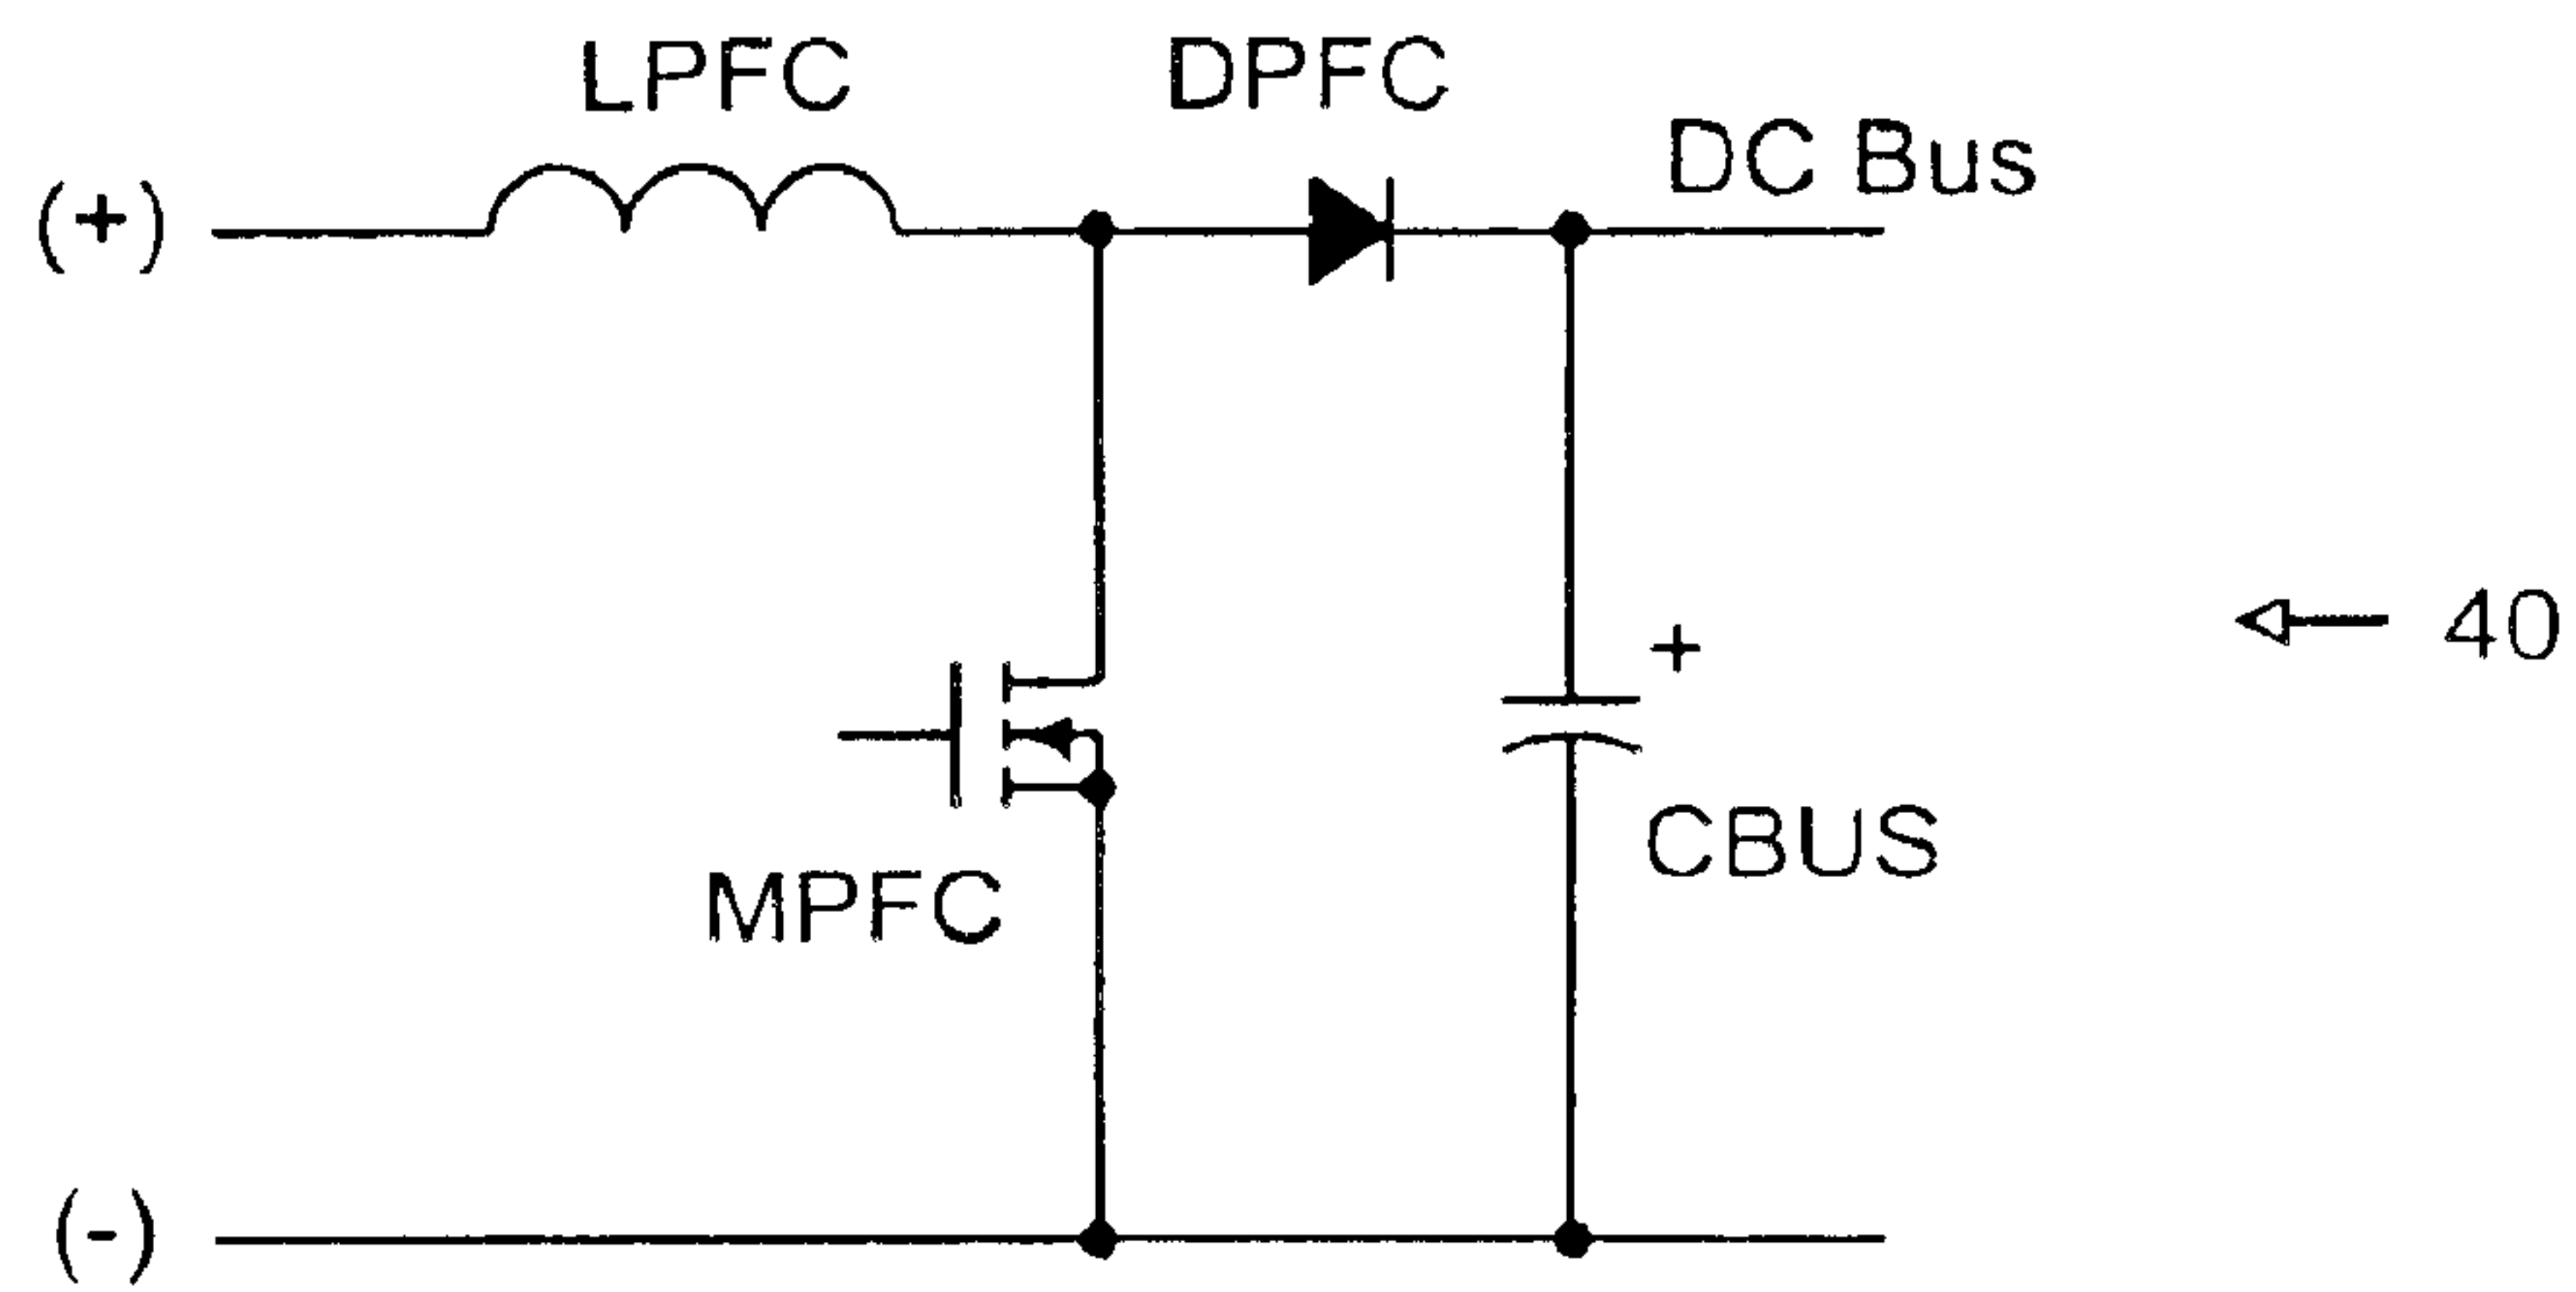 LPFC
DPFC
DC Bus
(+)
40
+
CBUS
MPFC
(-)